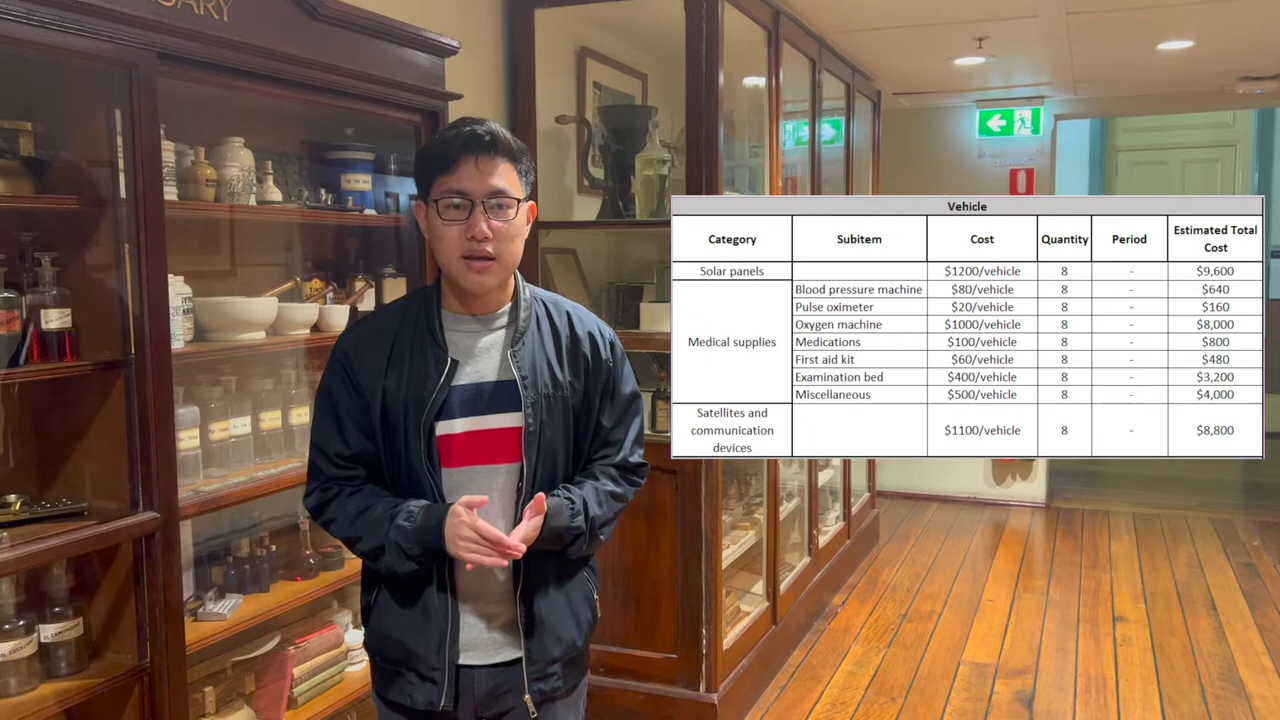 Vehicle
Category Subitem Cost Quantity Period Estimated Total Cost
Solar panels $1200/vehicle 8 - $9,600
Medical supplies Blood pressure machine $80/vehicle 8 - $640
Pulse oximeter $20/vehicle 8 - $160
Oxygen machine $1000/vehicle 8 - $8,000
Medications $100/vehicle 8 - $800
First aid kit $60/vehicle 8 - $480
Examination bed $400/vehicle 8 - $3,200
Miscellaneous $500/vehicle 8 - $4,000
Satellites and communication devices $1100/vehicle 8 - $8,800